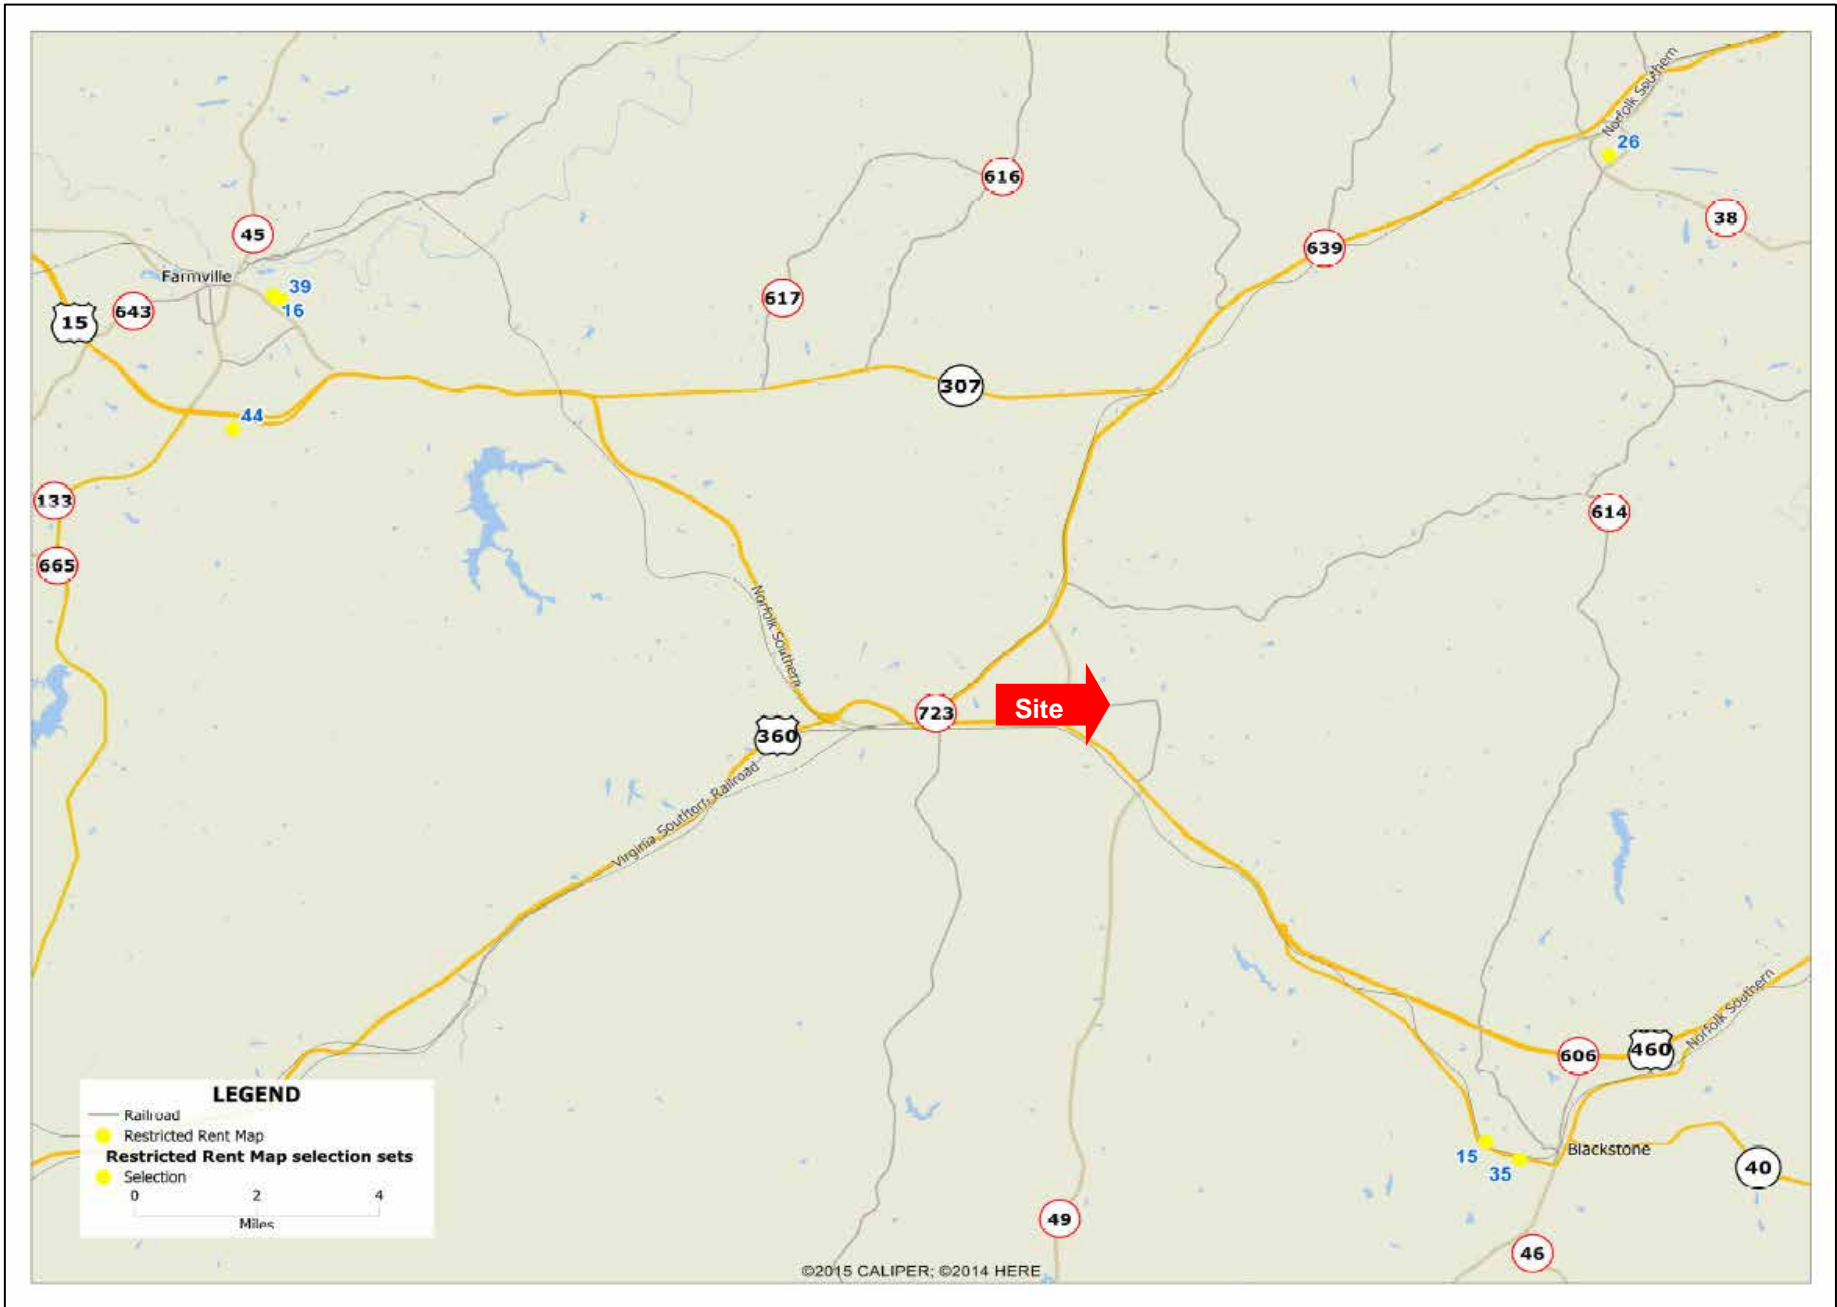 Norfolk Southern
26
616
38
45
639
Farmville
39
617
643
16
15
307
44
133
614
665
Norfolk Southern
Site
723
360
Virginia Southern Railroad
Norfolk Southern
606
460
LEGEND
Railroad
Restricted Rent Map
Restricted Rent Map selection sets
Selection
0 2 4
Miles
15
35
Blackstone
40
49
46
©2015 CALIPER; ©2014 HERE